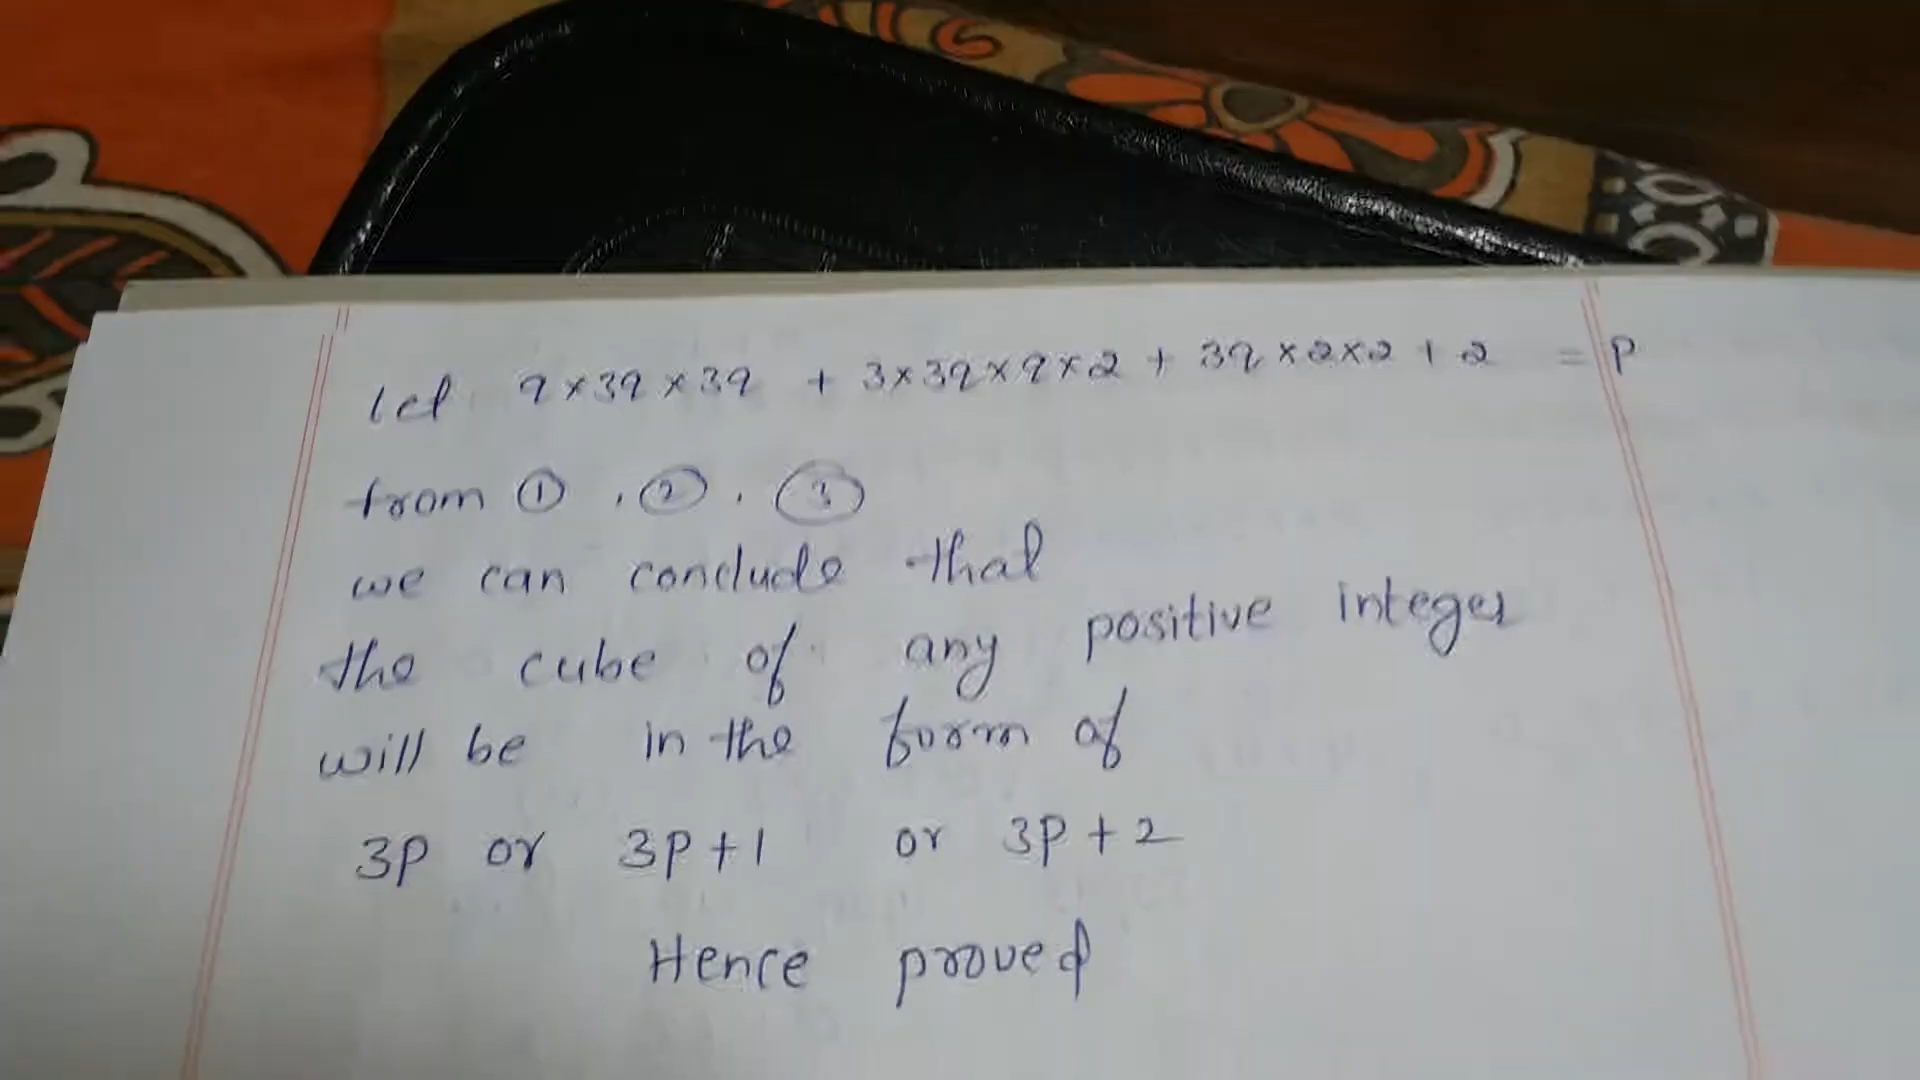 let q×3q×3q + 3×3q×q×2 + 3q×2×2 + 2 = P
from ① , ② , ③
we can conclude that
the cube of any positive integer
will be in the form of
3p or 3p+1 or 3p+2
Hence proved